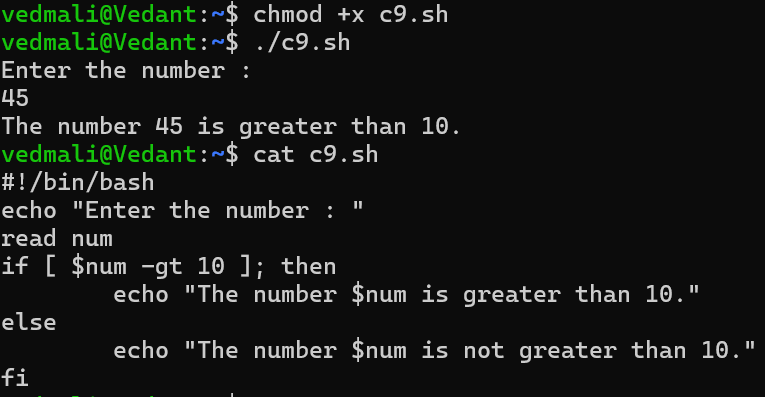 vedmali@Vedant:~$ chmod +x c9.sh
vedmali@Vedant:~$ ./c9.sh
Enter the number :
45
The number 45 is greater than 10.
vedmali@Vedant:~$ cat c9.sh
#!/bin/bash
echo "Enter the number : "
read num
if [ $num -gt 10 ]; then
        echo "The number $num is greater than 10."
else
        echo "The number $num is not greater than 10."
fi